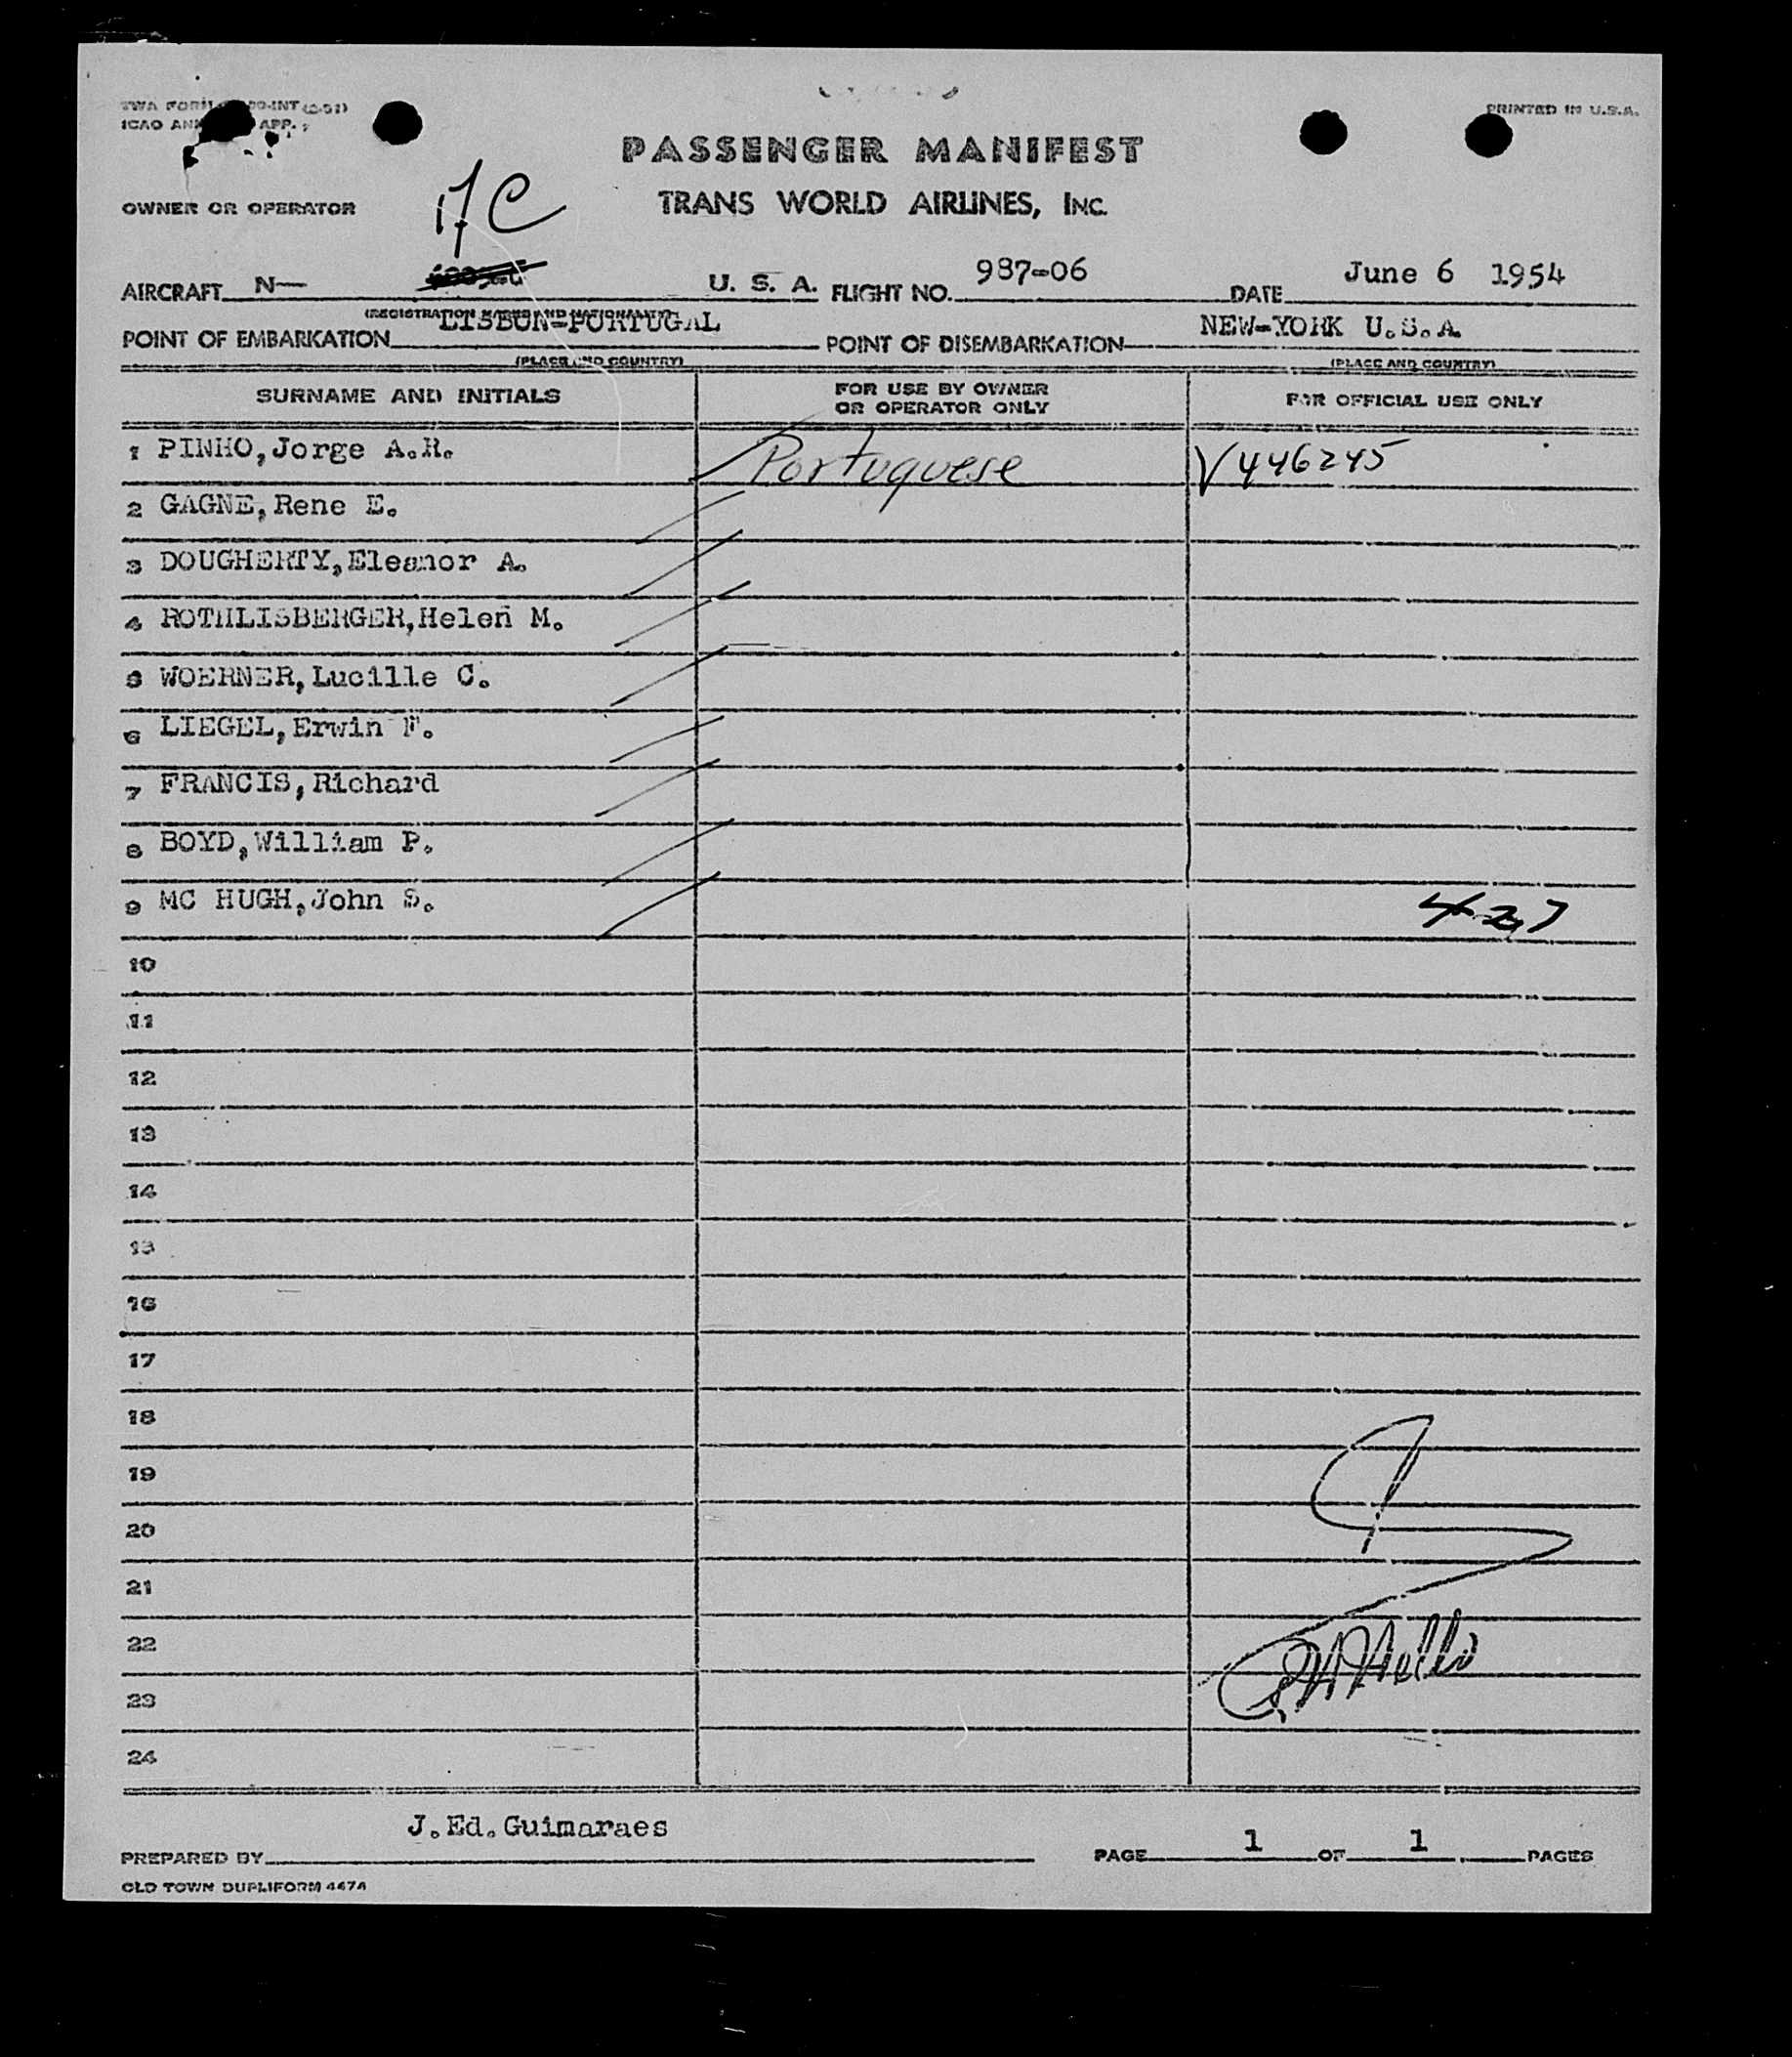 PRINTED IN U.S.A.
PASSENGER MANIFEST
OWNER OR OPERATOR
17C
TRANS WORLD AIRLINES, INC.
AIRCRAFT N— U. S. A. FLIGHT NO. 987-06 DATE June 6 1954
(REGISTRATION MARKS AND NATIONALITY)
POINT OF EMBARKATION LISBON-PORTUGAL POINT OF DISEMBARKATION NEW-YORK U.S.A.
(PLACE AND COUNTRY) (PLACE AND COUNTRY)
SURNAME AND INITIALS FOR USE BY OWNER OR OPERATOR ONLY FOR OFFICIAL USE ONLY
1 PINHO,Jorge A.R. Portuguese V446245
2 GAGNE,Rene E.
3 DOUGHERTY,Eleanor A.
4 ROTHLISBERGER,Helen M.
5 WOERNER,Lucille C.
6 LIEGEL,Erwin F.
7 FRANCIS,Richard
8 BOYD,William P.
9 MC HUGH,John S. 427
10
11
12
13
14
15
16
17
18
19
20
21
22
23
24
J.Ed.Guimaraes
PREPARED BY PAGE 1 OF 1 PAGES
OLD TOWN DUPLIFORM 4474